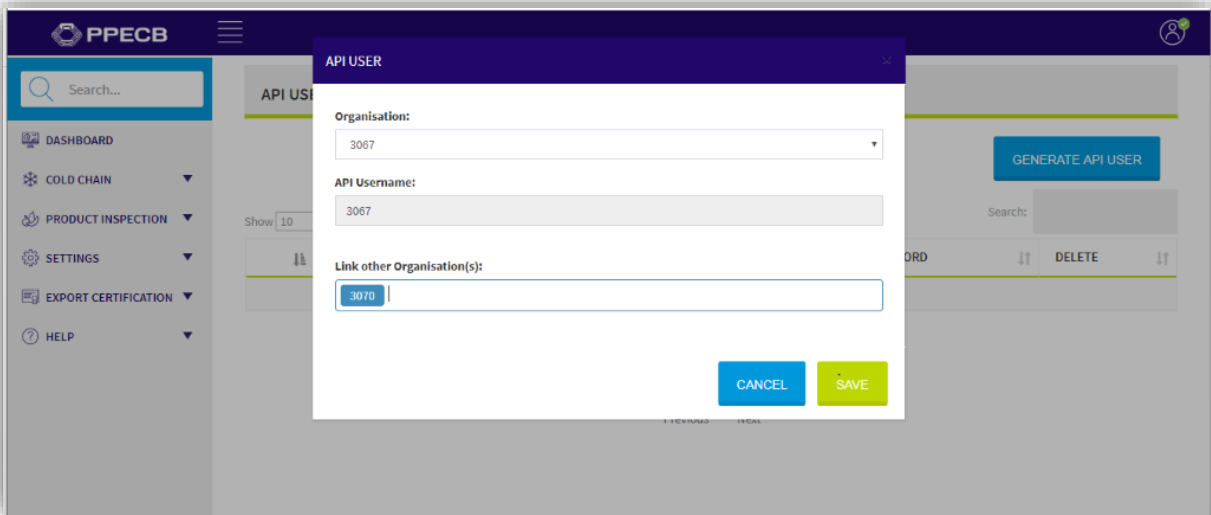 PPECB
API USER
Search...
API USE
Organisation:
3067
DASHBOARD
GENERATE API USER
COLD CHAIN
API Username:
3067
PRODUCT INSPECTION
Show 10
Search:
SETTINGS
Link other Organisation(s):
ORD
DELETE
3070
EXPORT CERTIFICATION
HELP
CANCEL
SAVE
Previous Next